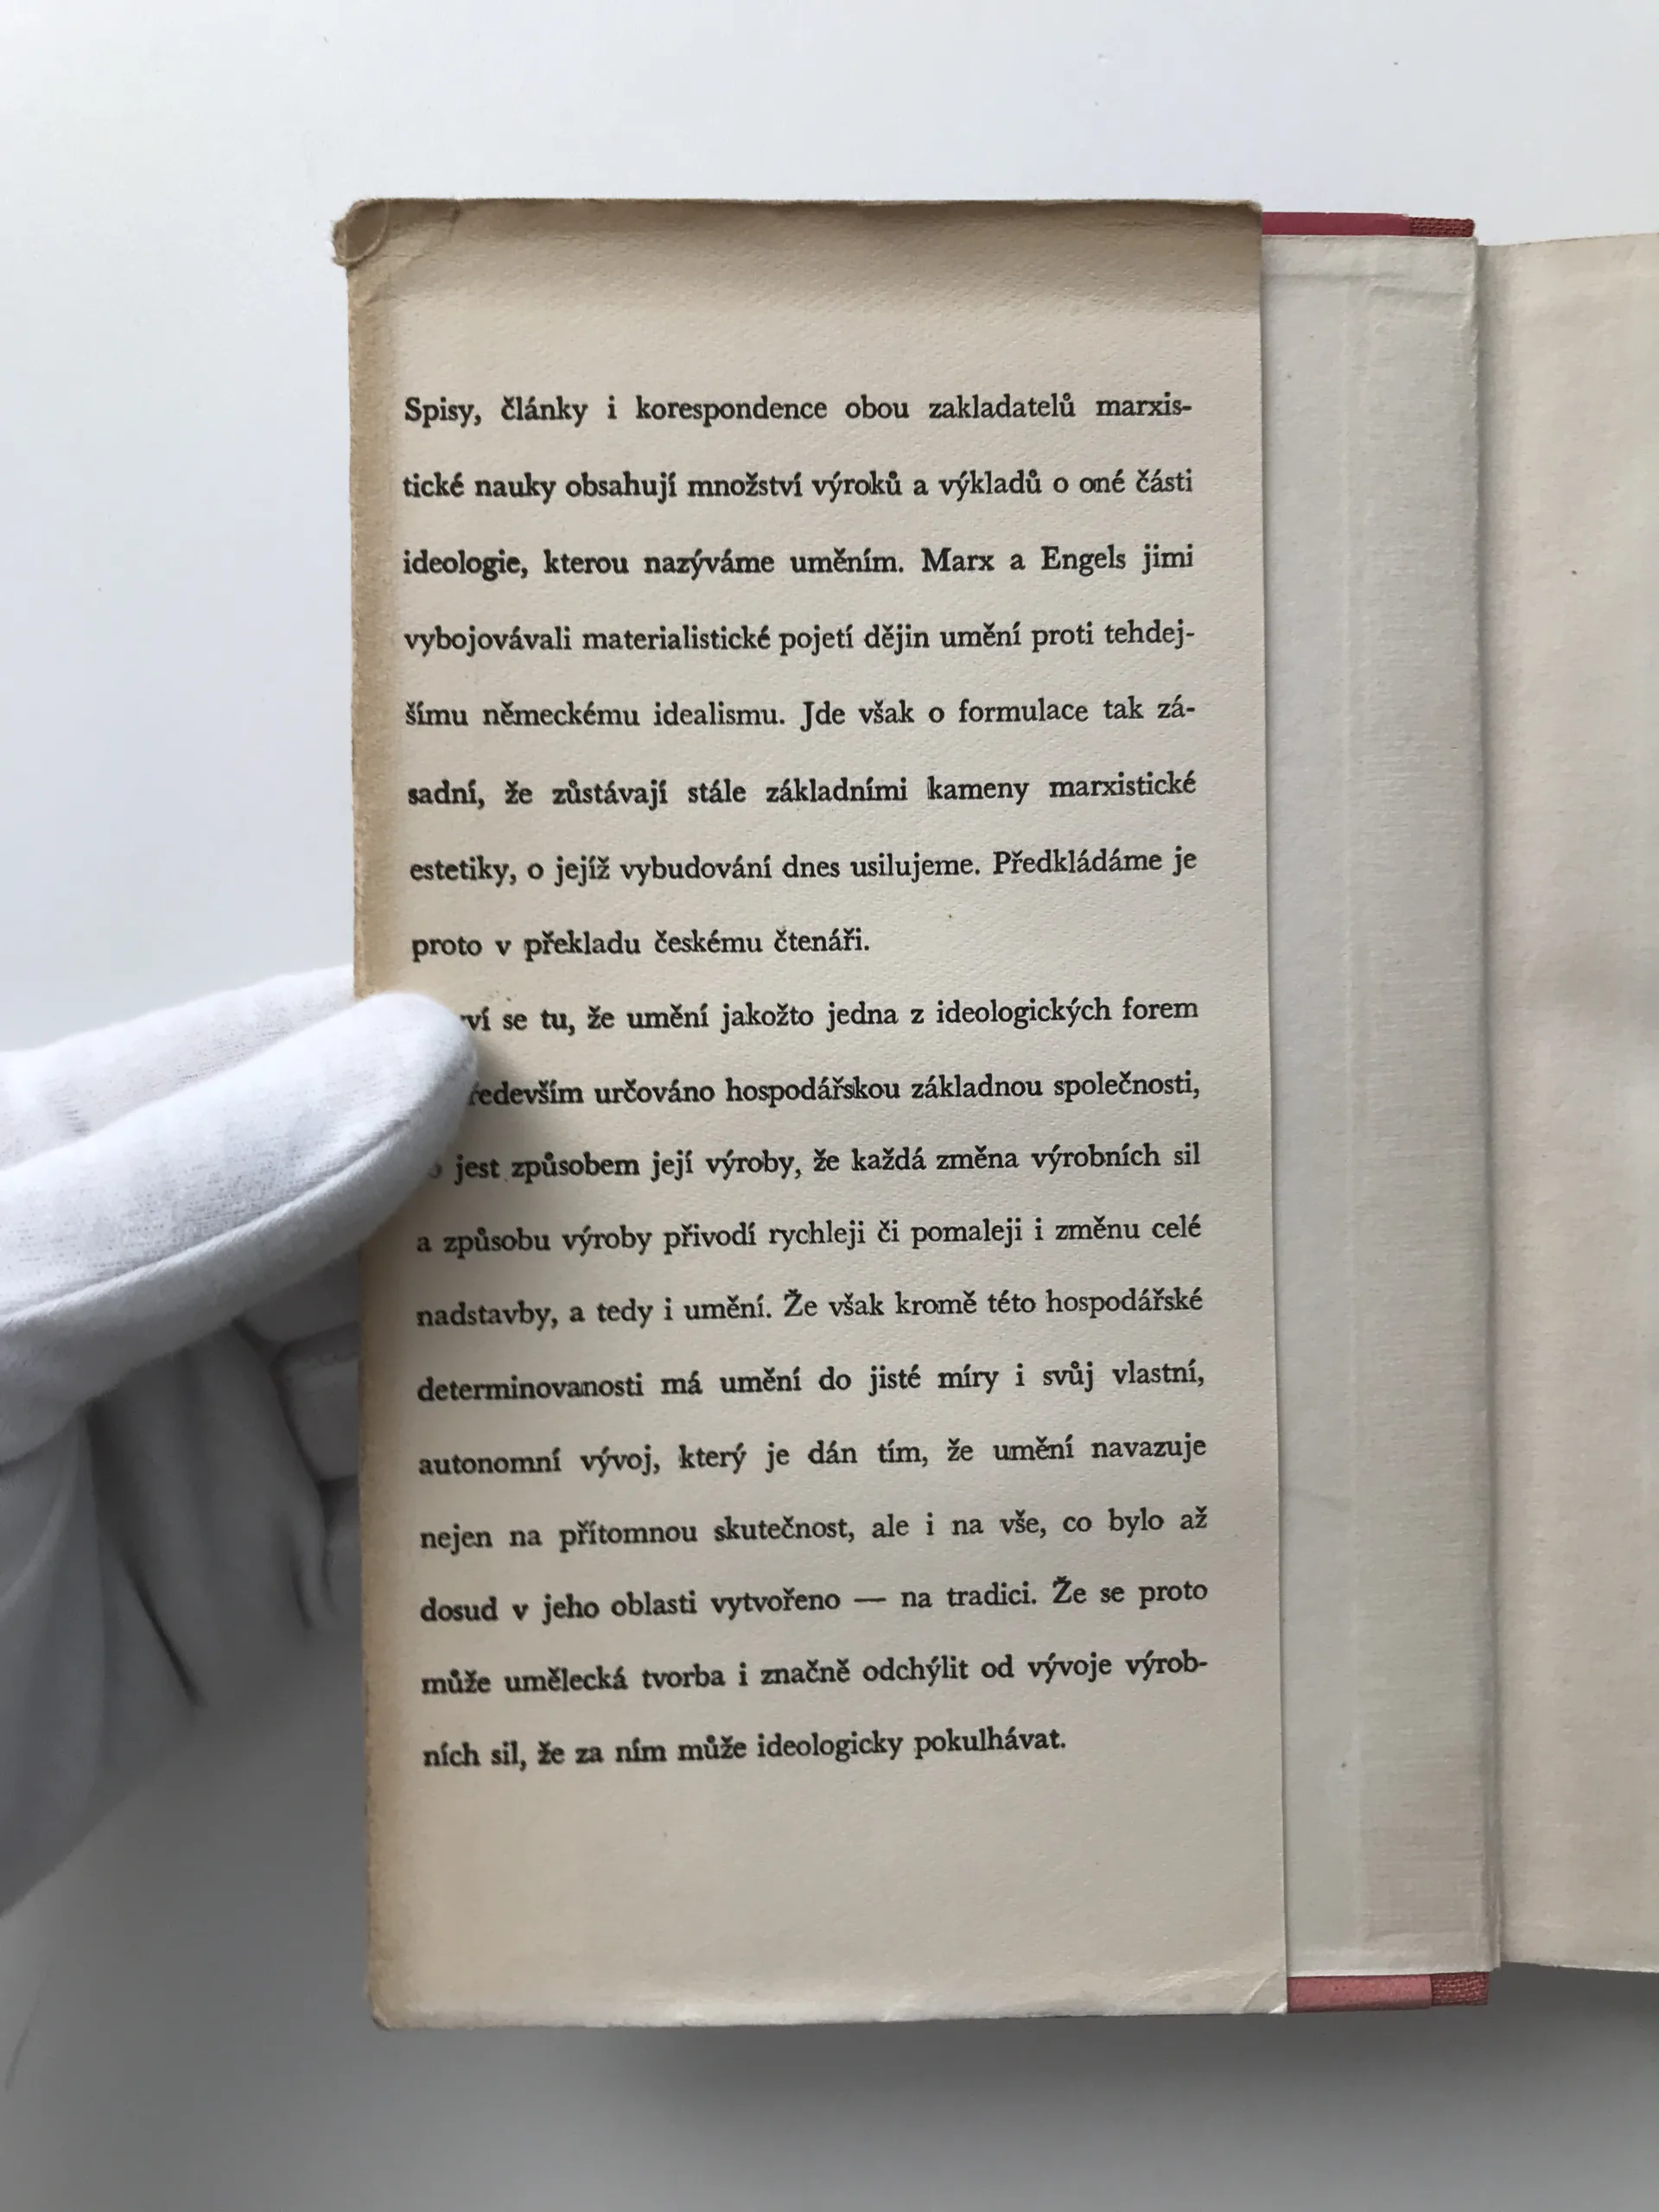 Spisy, články i korespondence obou zakladatelů marxis-
tické nauky obsahují množství výroků a výkladů o oné části
ideologie, kterou nazýváme uměním. Marx a Engels jimi
vybojovávali materialistické pojetí dějin umění proti tehdej-
šímu německému idealismu. Jde však o formulace tak zá-
sadní, že zůstávají stále základními kameny marxistické
estetiky, o jejíž vybudování dnes usilujeme. Předkládáme je
proto v překladu českému čtenáři.
se tu, že umění jakožto jedna z ideologických forem
určováno hospodářskou základnou společnosti,
jest způsobem její výroby, že každá změna výrobních sil
a způsobu výroby přivodí rychleji či pomaleji i změnu celé
nadstavby, a tedy i umění. Že však kromě této hospodářské
determinovanosti má umění do jisté míry i svůj vlastní,
autonomní vývoj, který je dán tím, že umění navazuje
nejen na přítomnou skutečnost, ale i na vše, co bylo až
dosud v jeho oblasti vytvořeno — na tradici. Že se proto
může umělecká tvorba i značně odchýlit od vývoje výrob-
ních sil, že za ním může ideologicky pokulhávat.